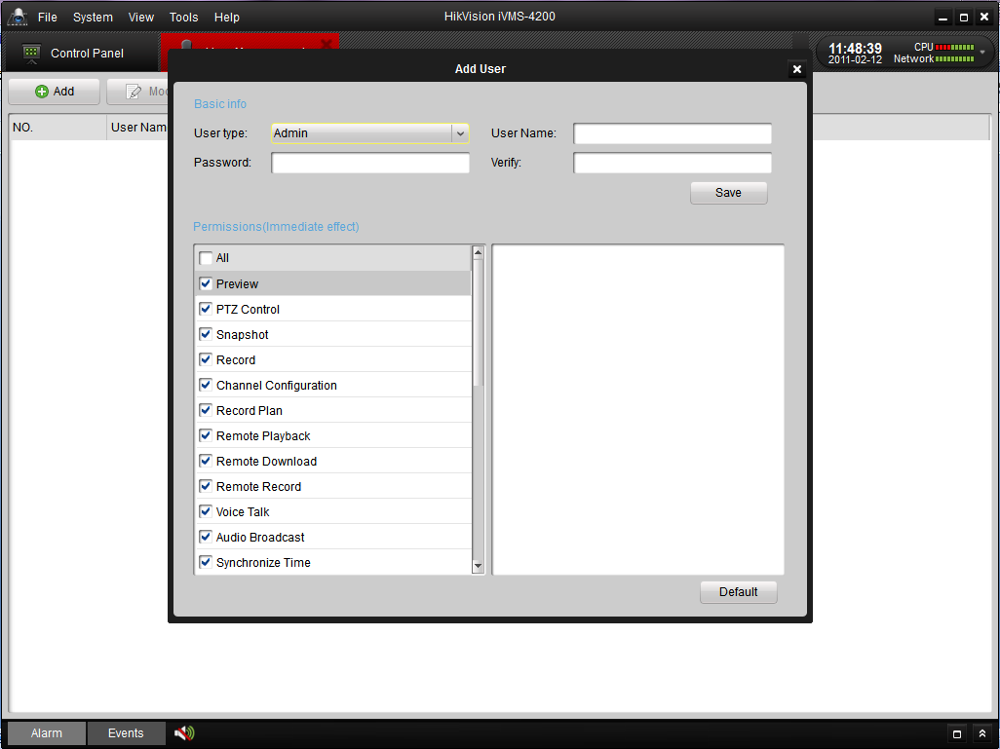 File System View Tools Help HikVision iVMS-4200
Control Panel
11:48:39 CPU
2011-02-12 Network
Add User
Add
Basic info
NO. User Nam
User type: Admin User Name:
Password: Verify:
Save
Permissions(Immediate effect)
All
Preview
PTZ Control
Snapshot
Record
Channel Configuration
Record Plan
Remote Playback
Remote Download
Remote Record
Voice Talk
Audio Broadcast
Synchronize Time
Default
Alarm Events